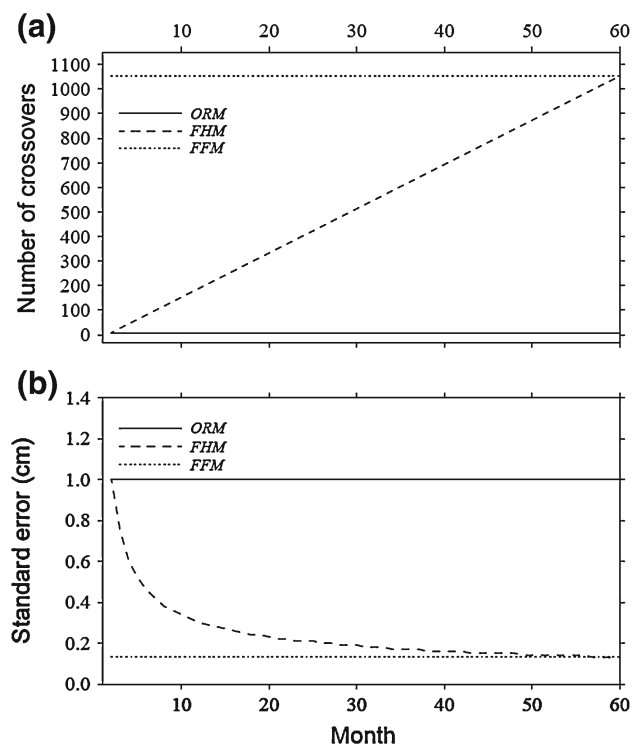 (a)
10 20 30 40 50 60
1100
1000
900
800
700
600
500
400
300
200
100
0
Number of crossovers
ORM
FHM
FFM
(b)
1.4
1.2
1.0
0.8
0.6
0.4
0.2
0.0
Standard error (cm)
ORM
FHM
FFM
10 20 30 40 50 60
Month